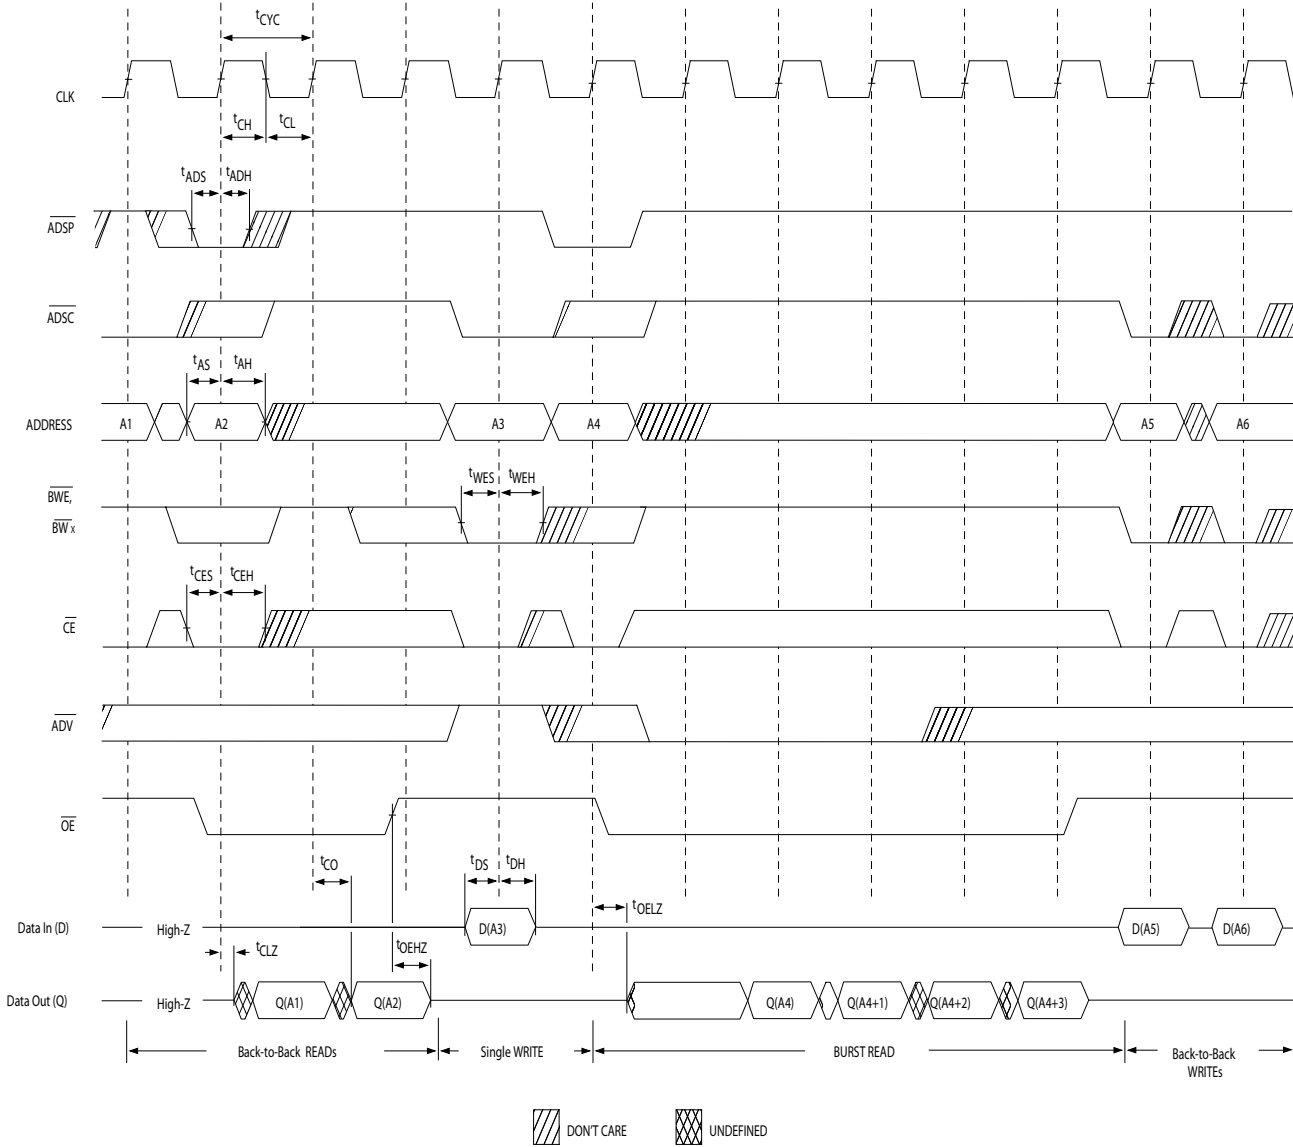 tCYC
CLK
tCH
tCL
tADS
tADH
ADSP
ADSC
tAS
tAH
ADDRESS
A1
A2
A3
A4
A5
A6
tWES
tWEH
BWE,
BW x
tCES
tCEH
CE
ADV
OE
tCO
tDS
tDH
tOELZ
Data In (D)
High-Z
D(A3)
D(A5)
D(A6)
tCLZ
tOEHZ
Data Out (Q)
High-Z
Q(A1)
Q(A2)
Q(A4)
Q(A4+1)
Q(A4+2)
Q(A4+3)
Back-to-Back READs
Single WRITE
BURST READ
Back-to-Back
WRITEs
DON'T CARE
UNDEFINED